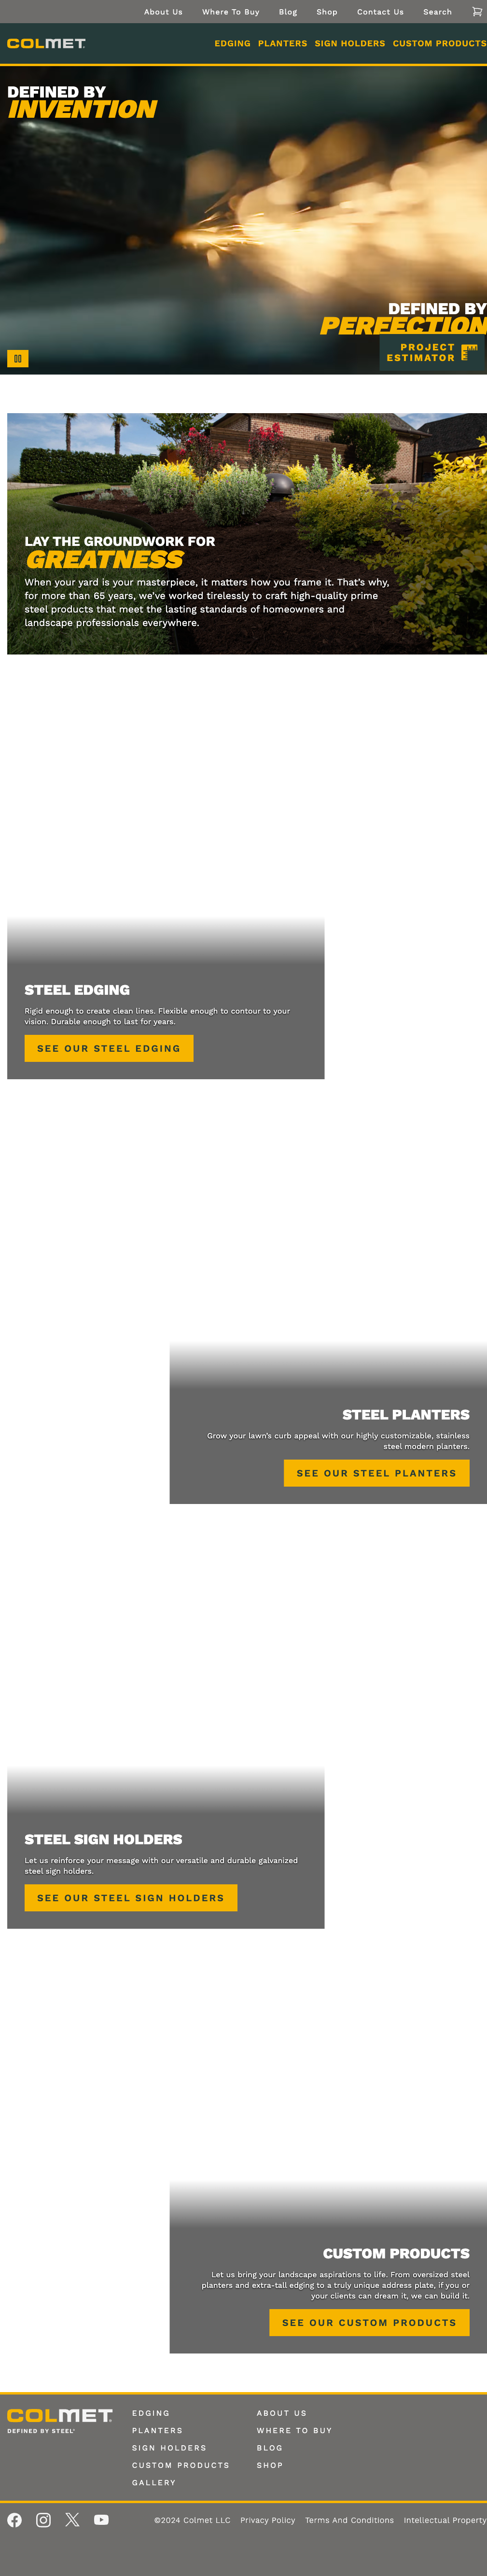 About Us Where To Buy Blog Shop Contact Us Search
COLMET
EDGING PLANTERS SIGN HOLDERS CUSTOM PRODUCTS
DEFINED BY
INVENTION
DEFINED BY
PERFECTION
PROJECT
ESTIMATOR
LAY THE GROUNDWORK FOR
GREATNESS
When your yard is your masterpiece, it matters how you frame it. That's why,
for more than 65 years, we've worked tirelessly to craft high-quality prime
steel products that meet the lasting standards of homeowners and
landscape professionals everywhere.
STEEL EDGING
Rigid enough to create clean lines. Flexible enough to contour to your
vision. Durable enough to last for years.
SEE OUR STEEL EDGING
STEEL PLANTERS
Grow your lawn's curb appeal with our highly customizable, stainless
steel modern planters.
SEE OUR STEEL PLANTERS
STEEL SIGN HOLDERS
Let us reinforce your message with our versatile and durable galvanized
steel sign holders.
SEE OUR STEEL SIGN HOLDERS
CUSTOM PRODUCTS
Let us bring your landscape aspirations to life. From oversized steel
planters and extra-tall edging to a truly unique address plate, if you or
your clients can dream it, we can build it.
SEE OUR CUSTOM PRODUCTS
COLMET®
DEFINED BY STEEL®
EDGING
PLANTERS
SIGN HOLDERS
CUSTOM PRODUCTS
GALLERY
ABOUT US
WHERE TO BUY
BLOG
SHOP
©2024 Colmet LLC Privacy Policy Terms And Conditions Intellectual Property